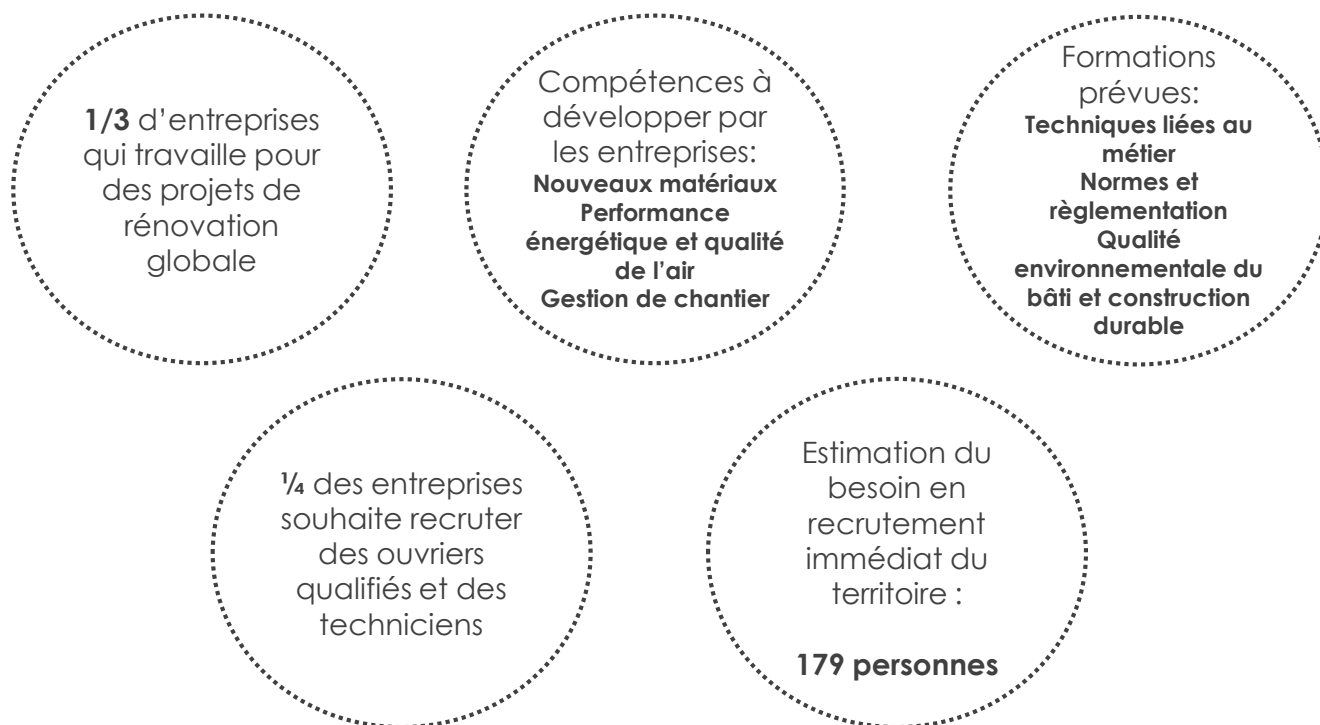 1/3 d'entreprises
qui travaille pour
des projets de
rénovation
globale
Compétences à
développer par
les entreprises:
Nouveaux matériaux
Performance
énergétique et qualité
de l'air
Gestion de chantier
Formations
prévues:
Techniques liées au
métier
Normes et
règlementation
Qualité
environnementale du
bâti et construction
durable
¼ des entreprises
souhaite recruter
des ouvriers
qualifiés et des
techniciens
Estimation du
besoin en
recrutement
immédiat du
territoire :
179 personnes